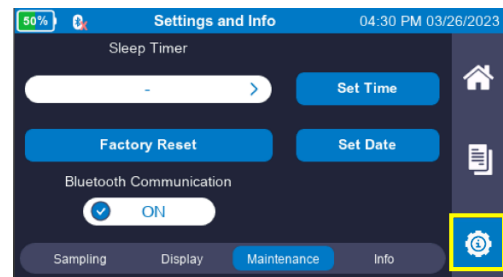 50% Settings and Info 04:30 PM 03/26/2023
Sleep Timer
- > Set Time
Factory Reset Set Date
Bluetooth Communication
ON
Sampling Display Maintenance Info